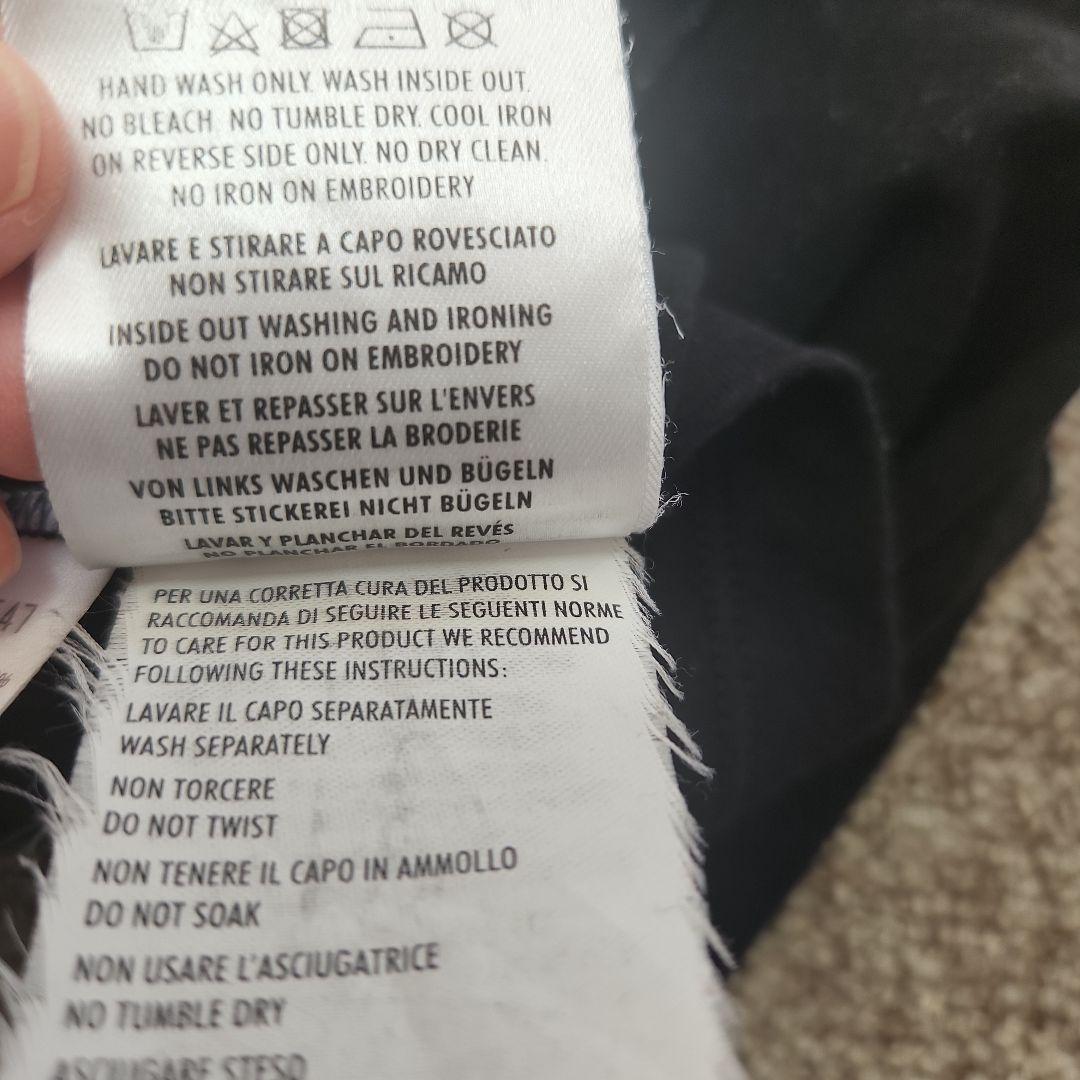 HAND WASH ONLY. WASH INSIDE OUT.
NO BLEACH. NO TUMBLE DRY. COOL IRON
ON REVERSE SIDE ONLY. NO DRY CLEAN.
NO IRON ON EMBROIDERY
LAVARE E STIRARE A CAPO ROVESCIATO
NON STIRARE SUL RICAMO
INSIDE OUT WASHING AND IRONING
DO NOT IRON ON EMBROIDERY
LAVER ET REPASSER SUR L'ENVERS
NE PAS REPASSER LA BRODERIE
VON LINKS WASCHEN UND BÜGELN
BITTE STICKEREI NICHT BÜGELN
LAVAR Y PLANCHAR DEL REVÉS
NO PLANCHAR EL BORDADO
PER UNA CORRETTA CURA DEL PRODOTTO SI
RACCOMANDA DI SEGUIRE LE SEGUENTI NORME
TO CARE FOR THIS PRODUCT WE RECOMMEND
FOLLOWING THESE INSTRUCTIONS:
LAVARE IL CAPO SEPARATAMENTE
WASH SEPARATELY
NON TORCERE
DO NOT TWIST
NON TENERE IL CAPO IN AMMOLLO
DO NOT SOAK
NON USARE L'ASCIUGATRICE
NO TUMBLE DRY
ASCIUGARE STESO